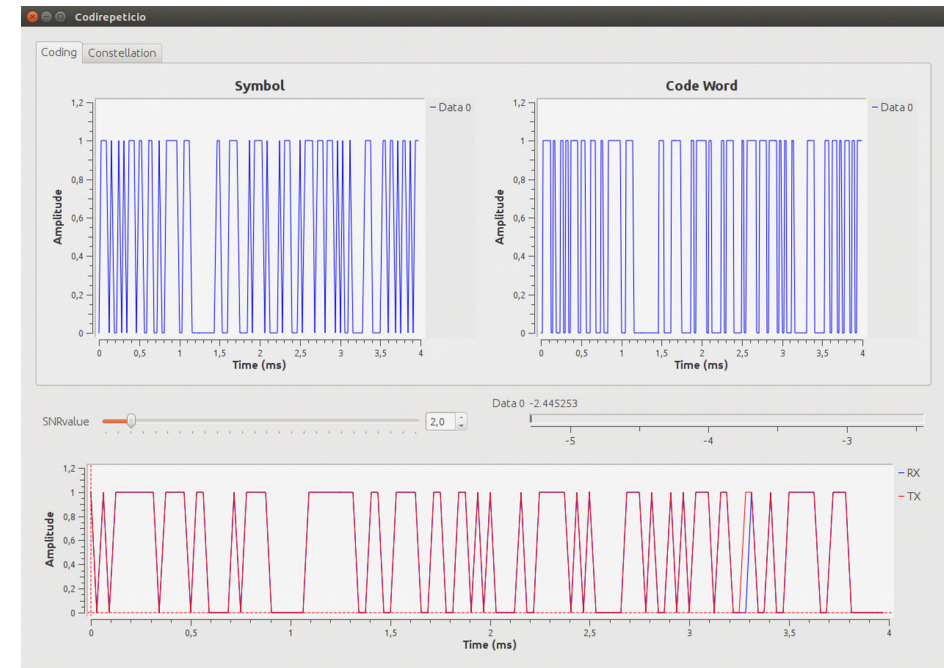 Codirepeticio
Coding Constellation
Symbol
Amplitude
1,2
1
0,8
0,6
0,4
0,2
0
0 0,5 1 1,5 2 2,5 3 3,5 4
Time (ms)
Data 0
Code Word
Amplitude
1,2
1
0,8
0,6
0,4
0,2
0
0 0,5 1 1,5 2 2,5 3 3,5 4
Time (ms)
Data 0
SNRvalue 2,0
Data 0 -2.445253
-5 -4 -3
Amplitude
1,2
1
0,8
0,6
0,4
0,2
0
0 0,5 1 1,5 2 2,5 3 3,5 4
Time (ms)
RX
TX